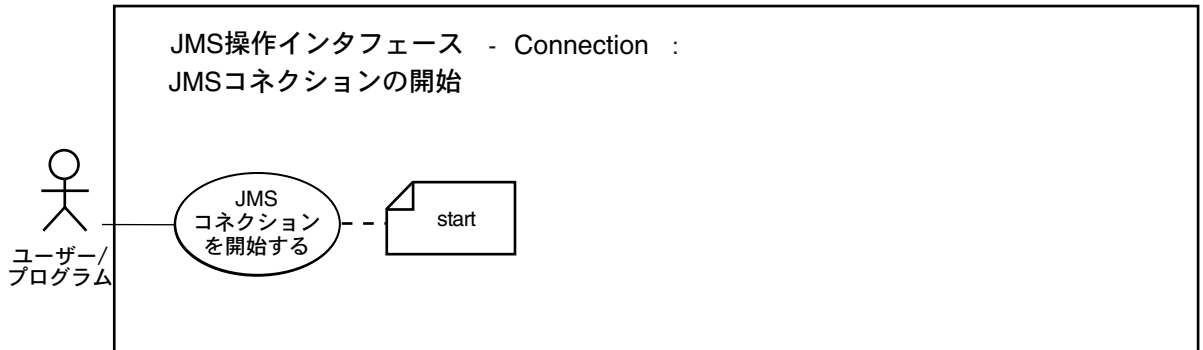 JMS操作インタフェース - Connection :
JMSコネクションの開始
JMS
コネクション
を開始する
start
ユーザー/
プログラム